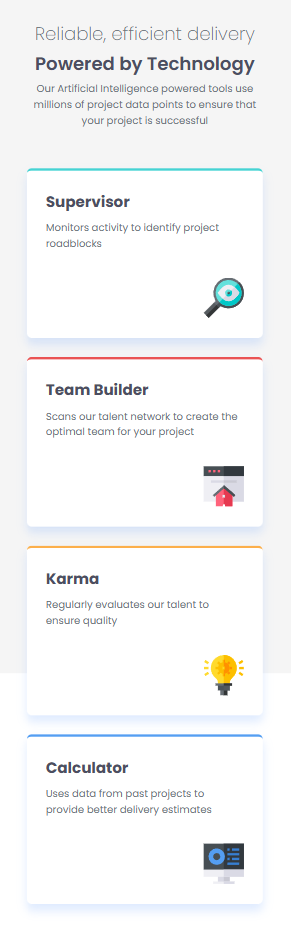 Reliable, efficient delivery
Powered by Technology
Our Artificial Intelligence powered tools use
millions of project data points to ensure that
your project is successful
Supervisor
Monitors activity to identify project
roadblocks
Team Builder
Scans our talent network to create the
optimal team for your project
Karma
Regularly evaluates our talent to
ensure quality
Calculator
Uses data from past projects to
provide better delivery estimates